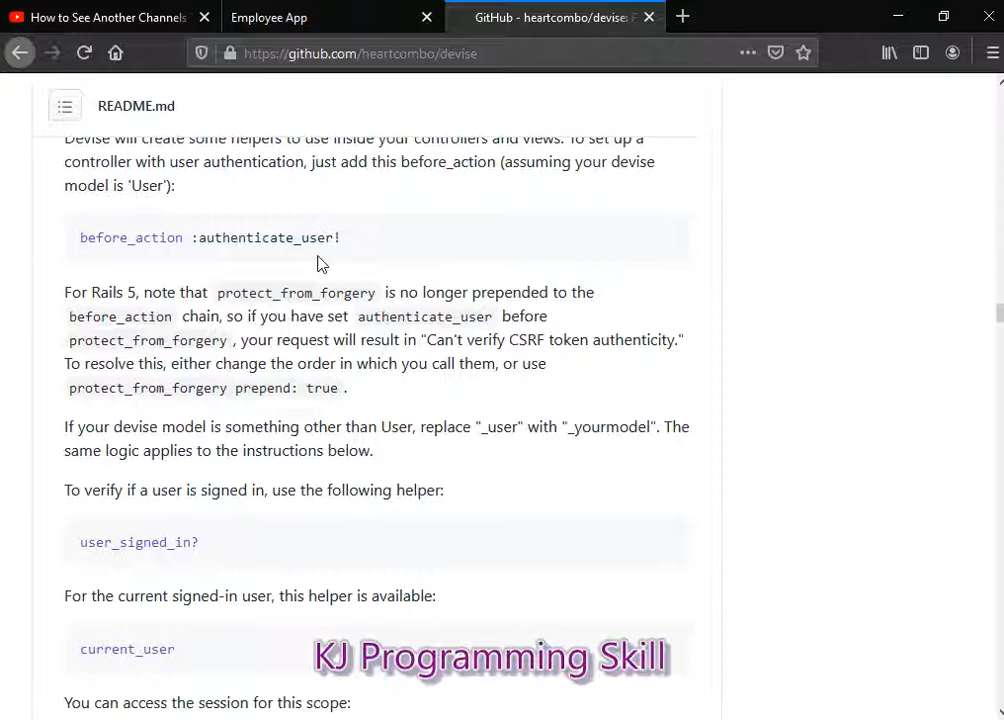 How to See Another Channels
Employee App
GitHub - heartcombo/devise: F
https://github.com/heartcombo/devise
README.md
Devise will create some helpers to use inside your controllers and views. To set up a
controller with user authentication, just add this before_action (assuming your devise
model is 'User'):
before_action :authenticate_user!
For Rails 5, note that protect_from_forgery is no longer prepended to the
before_action chain, so if you have set authenticate_user before
protect_from_forgery , your request will result in "Can't verify CSRF token authenticity."
To resolve this, either change the order in which you call them, or use
protect_from_forgery prepend: true .
If your devise model is something other than User, replace "_user" with "_yourmodel". The
same logic applies to the instructions below.
To verify if a user is signed in, use the following helper:
user_signed_in?
For the current signed-in user, this helper is available:
current_user
KJ Programming Skill
You can access the session for this scope: